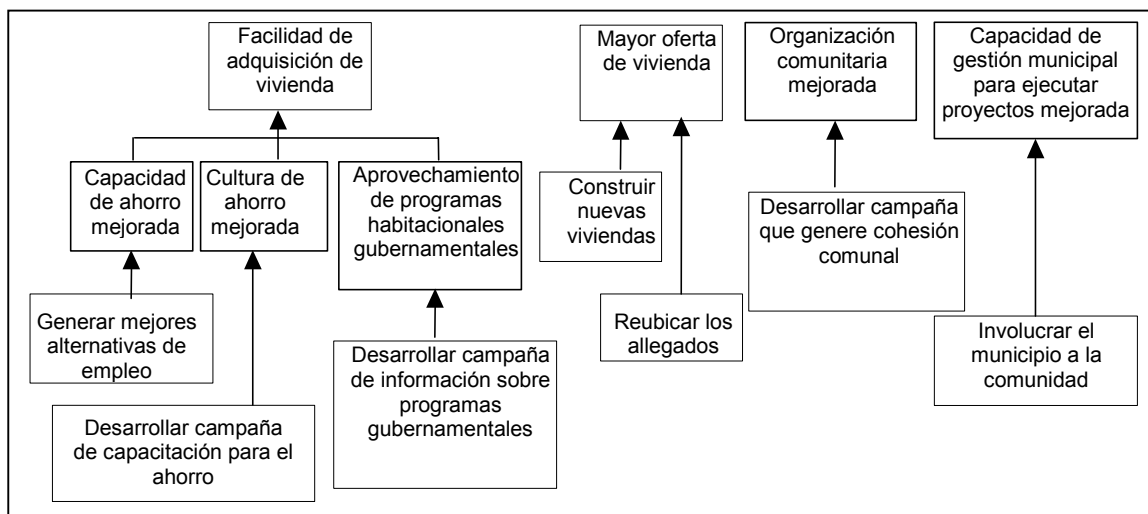 Facilidad de
adquisición de
vivienda
Mayor oferta
de vivienda
Organización
comunitaria
mejorada
Capacidad de
gestión municipal
para ejecutar
proyectos mejorada
Capacidad
de ahorro
mejorada
Cultura de
ahorro
mejorada
Aprovechamiento
de programas
habitacionales
gubernamentales
Construir
nuevas
viviendas
Desarrollar campaña
que genere cohesión
comunal
Generar mejores
alternativas de
empleo
Desarrollar campaña
de información sobre
programas
gubernamentales
Reubicar los
allegados
Involucrar el
municipio a la
comunidad
Desarrollar campaña
de capacitación para el
ahorro